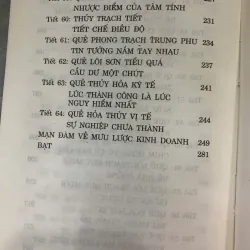 NHƯỢC ĐIỂM CỦA TÂM TÍNH
Tiết 60: THỦY TRẠCH TIẾT 231
TIẾT CHẾ ĐIỀU ĐỘ
Tiết 61: QUẺ PHONG TRẠCH TRUNG PHU 234
TIN TƯỞNG NẮM TAY NHAU
Tiết 62: QUẺ LÔI SƠN TIỂU QUÁ 237
CẦU DƯ MỘT CHÚT
Tiết 63: QUẺ THỦY HỎA KÝ TẾ 240
LÚC THÀNH CÔNG LÀ LÚC
NGUY HIỂM NHẤT
Tiết 64: QUẺ HỎA THỦY VỊ TẾ 244
SỰ NGHIỆP CHƯA THÀNH
MẠN ĐÀM VỀ MƯU LƯỢC KINH DOANH 249
BẠT 281